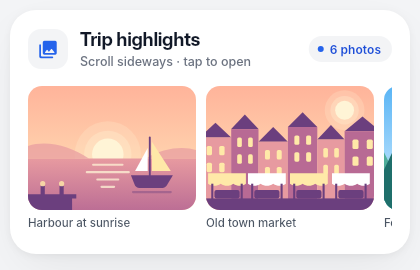 Trip highlights
Scroll sideways · tap to open
6 photos
Harbour at sunrise
Old town market